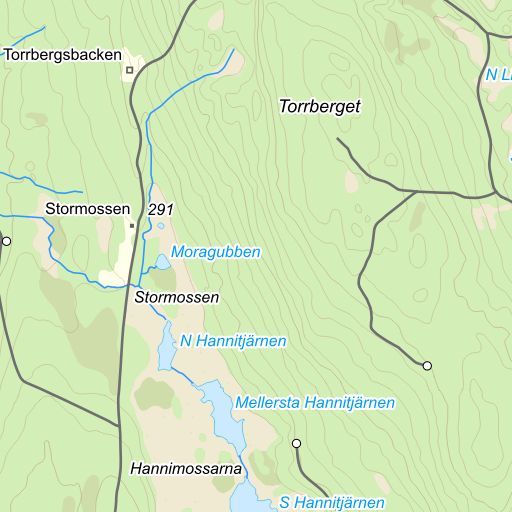 Torrbergsbacken
N L
Torrberget
Stormossen
291
Moragubben
Stormossen
N Hannitjärnen
Mellersta Hannitjärnen
Hannimossarna
S Hannitjärnen